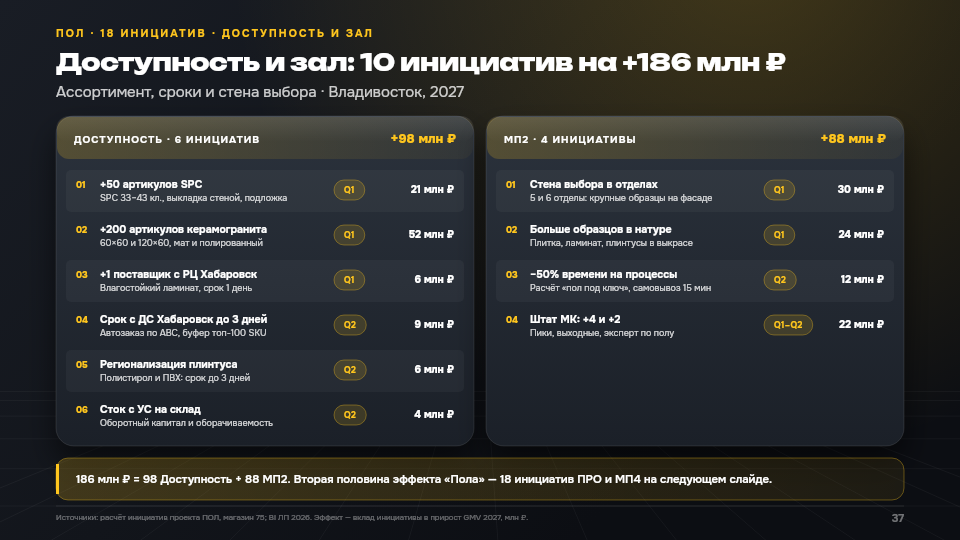 ПОЛ · 18 ИНИЦИАТИВ · ДОСТУПНОСТЬ И ЗАЛ
Доступность и зал: 10 инициатив на +186 млн ₽
Ассортимент, сроки и стена выбора · Владивосток, 2027
ДОСТУПНОСТЬ · 6 ИНИЦИАТИВ +98 млн ₽
01 +50 артикулов SPC Q1 21 млн ₽
SPC 33–43 кл., выкладка стеной, подложка
02 +200 артикулов керамогранита Q1 52 млн ₽
60×60 и 120×60, мат и полированный
03 +1 поставщик с РЦ Хабаровск Q1 6 млн ₽
Влагостойкий ламинат, срок 1 день
04 Срок с ДС Хабаровск до 3 дней Q2 9 млн ₽
Автозаказ по ABC, буфер топ-100 SKU
05 Регионализация плинтуса Q2 6 млн ₽
Полистирол и ПВХ: срок до 3 дней
06 Сток с УС на склад Q2 4 млн ₽
Оборотный капитал и оборачиваемость
МП2 · 4 ИНИЦИАТИВЫ +88 млн ₽
01 Стена выбора в отделах Q1 30 млн ₽
5 и 6 отделы: крупные образцы на фасаде
02 Больше образцов в натуре Q1 24 млн ₽
Плитка, ламинат, плинтусы в выкрасе
03 −50% времени на процессы Q2 12 млн ₽
Расчёт «пол под ключ», самовывоз 15 мин
04 Штат МК: +4 и +2 Q1–Q2 22 млн ₽
Пики, выходные, эксперт по полу
186 млн ₽ = 98 Доступность + 88 МП2. Вторая половина эффекта «Пола» — 18 инициатив ПРО и МП4 на следующем слайде.
Источники: расчёт инициатив проекта ПОЛ, магазин 75; BI ЛП 2026. Эффект — вклад инициативы в прирост GMV 2027, млн ₽.
37